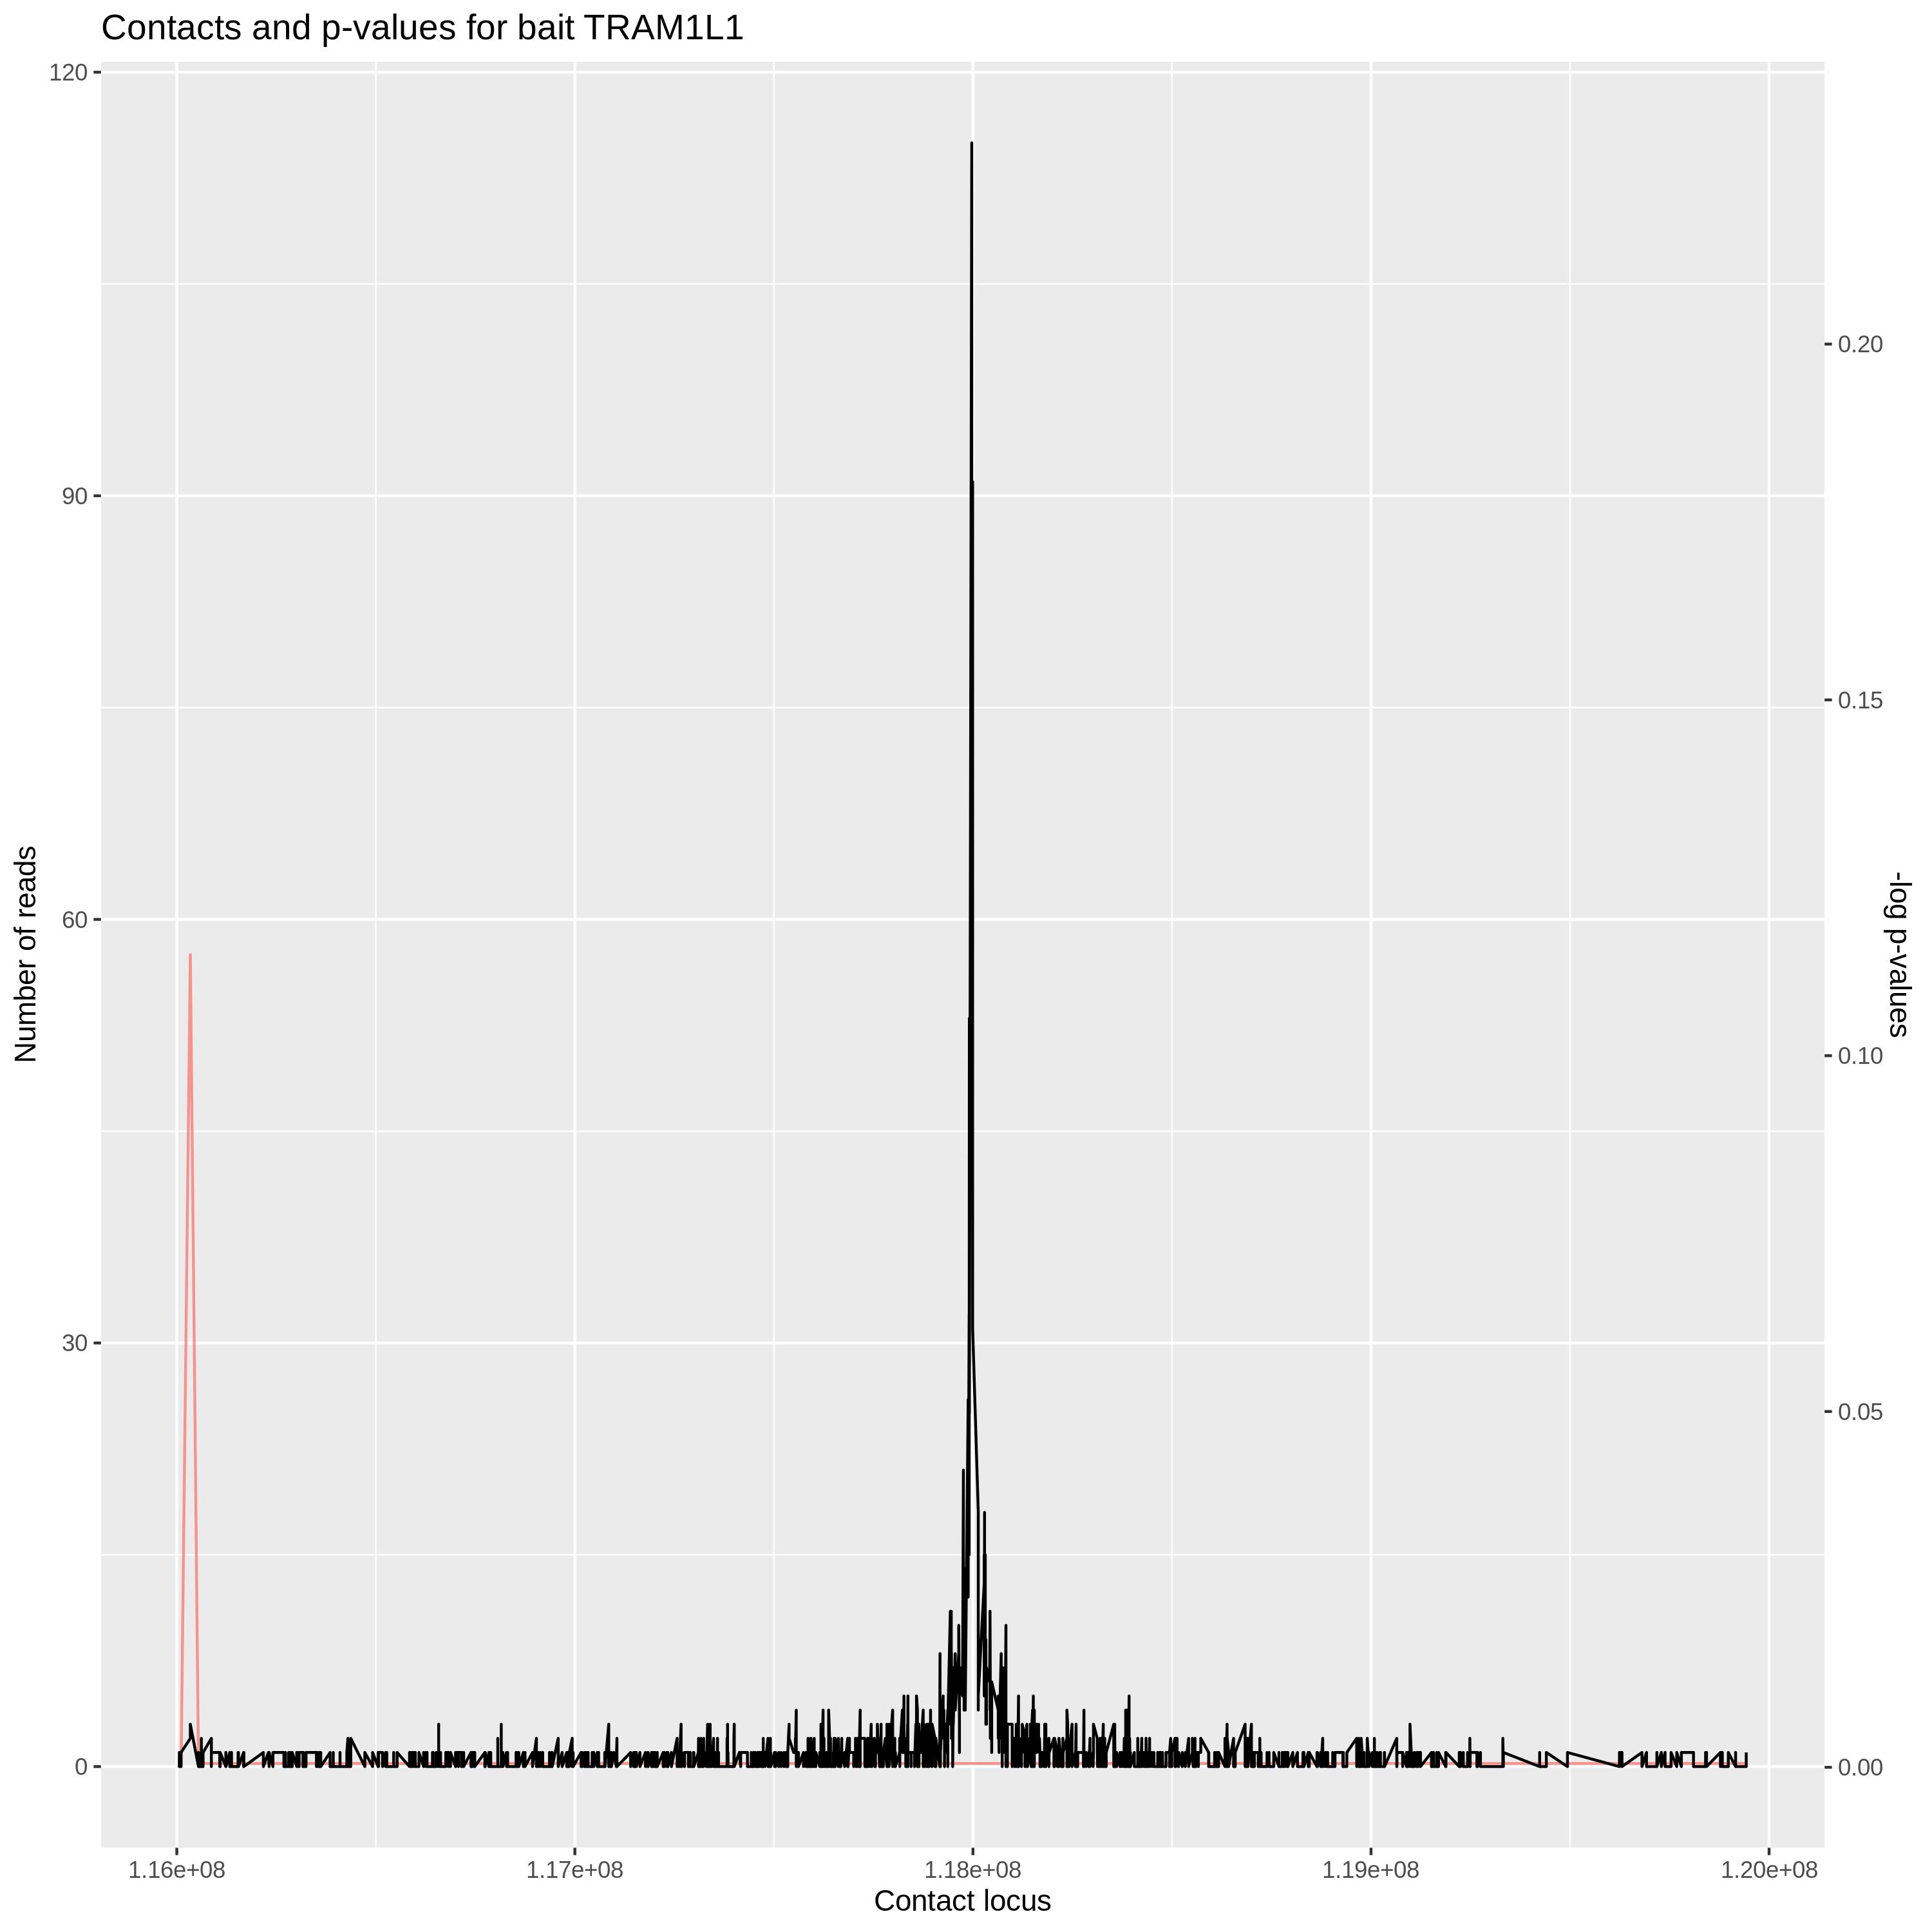 Contacts and p-values for bait TRAM1L1
120
90
60
30
0
Number of reads
0.20
0.15
0.10
0.05
0.00
-log p-values
1.16e+08
1.17e+08
1.18e+08
1.19e+08
1.20e+08
Contact locus